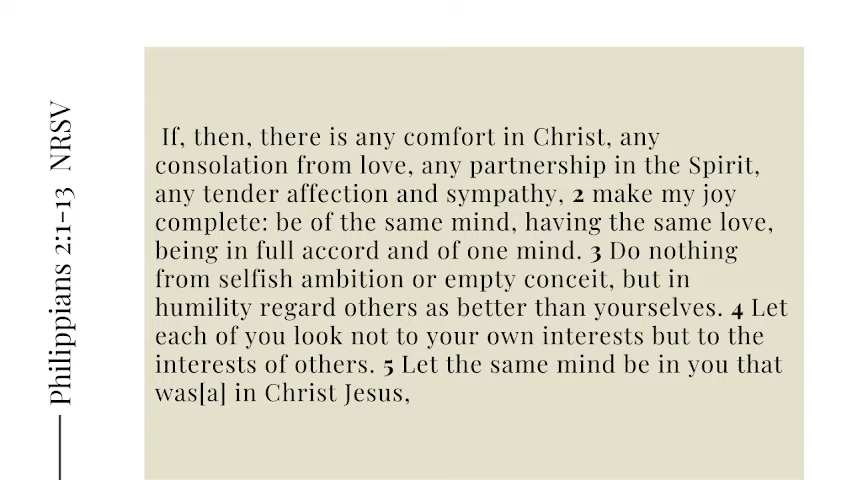 Philippians 2:1-13 NRSV
If, then, there is any comfort in Christ, any
consolation from love, any partnership in the Spirit,
any tender affection and sympathy, 2 make my joy
complete: be of the same mind, having the same love,
being in full accord and of one mind. 3 Do nothing
from selfish ambition or empty conceit, but in
humility regard others as better than yourselves. 4 Let
each of you look not to your own interests but to the
interests of others. 5 Let the same mind be in you that
was[a] in Christ Jesus,